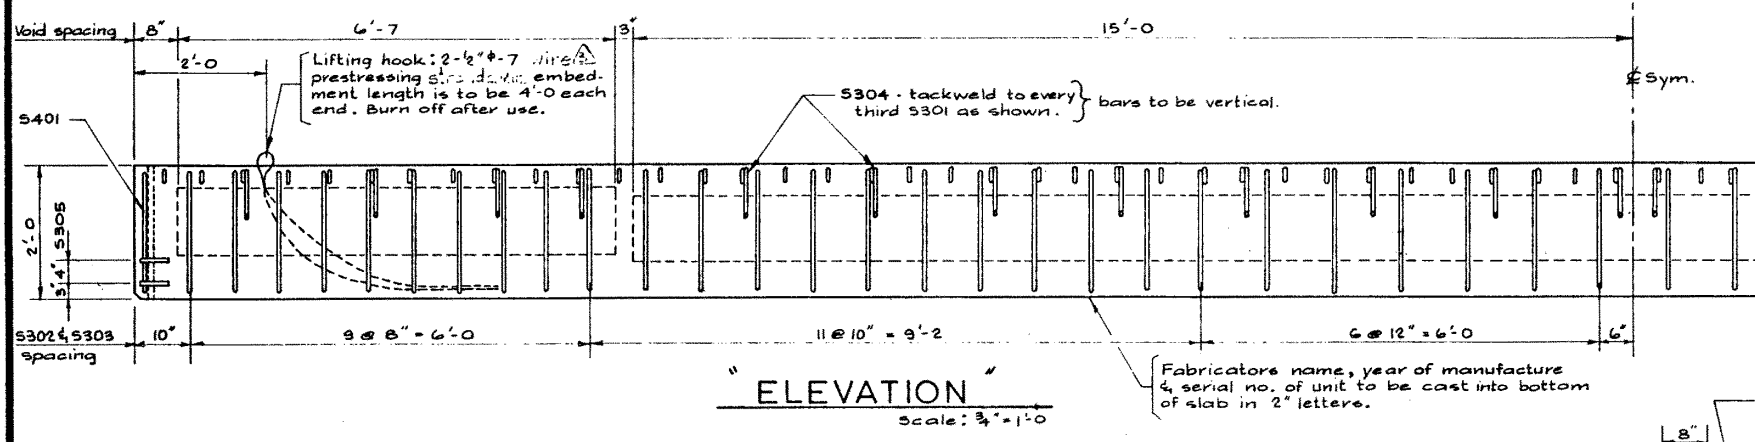 Void spacing
8"
6'-7
3"
15'-0
2'-0
Lifting hook: 2-½"ϕ-7 wire
prestressing embed-
ment length is to be 4'-0 each
end. Burn off after use.
S304 - tackweld to every
third S301 as shown.
bars to be vertical.
℄ Sym.
S401
2'-0
3" 4" S305
S302 & S303
spacing
10"
9 @ 8" = 6'-0
11 @ 10" = 9'-2
6 @ 12" = 6'-0
6"
"ELEVATION"
Scale: ¾" = 1'-0
Fabricators name, year of manufacture
& serial no. of unit to be cast into bottom
of slab in 2" letters.
8"